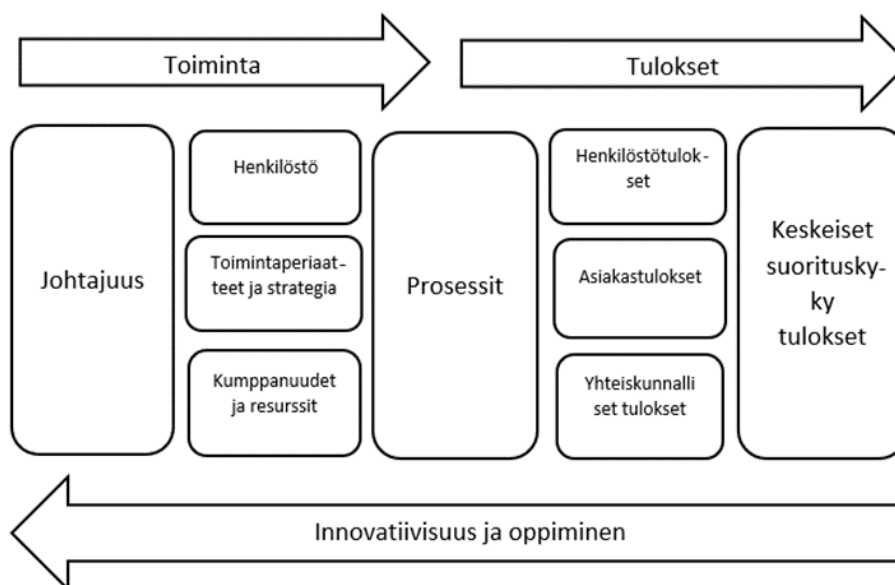 Toiminta
Tulokset
Johtajuus
Henkilöstö
Toimintaperiaat-
teet ja strategia
Kumppanuudet
ja resurssit
Prosessit
Henkilöstötulok-
set
Asiakastulokset
Yhteiskunnalli
set tulokset
Keskeiset
suoritusky-
ky
tulokset
Innovatiivisuus ja oppiminen